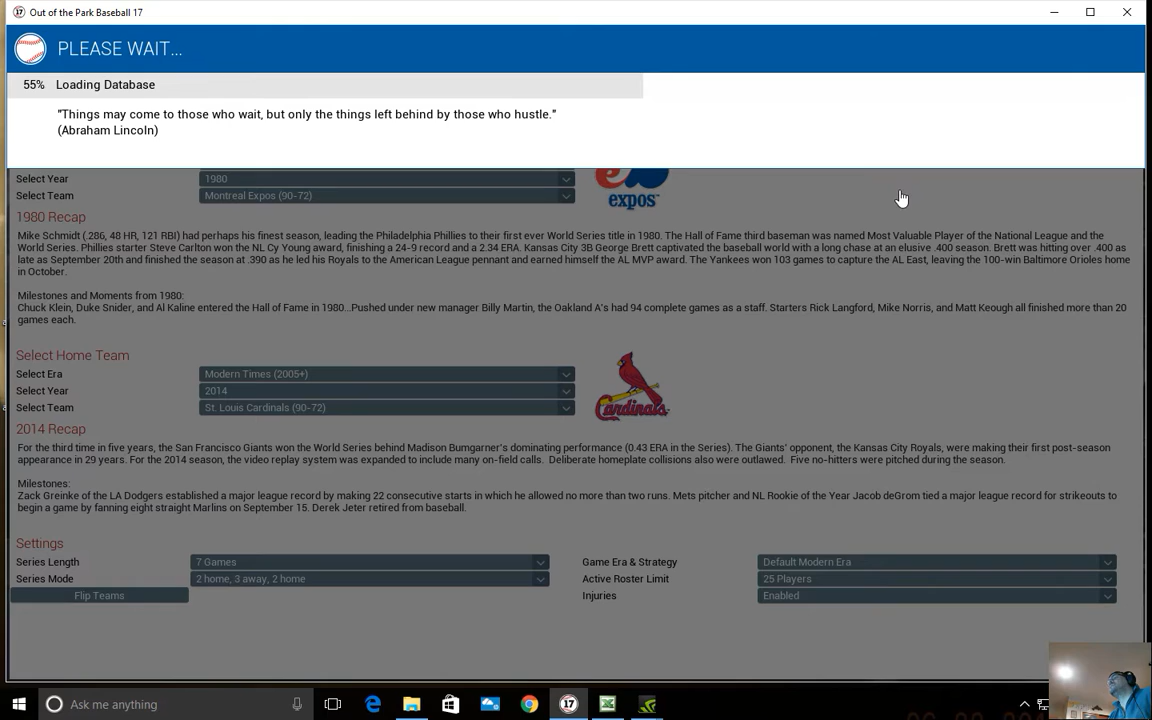 Out of the Park Baseball 17
PLEASE WAIT...
55% Loading Database
"Things may come to those who wait, but only the things left behind by those who hustle."
(Abraham Lincoln)
Select Year 1980
Select Team Montreal Expos (90-72)
expos
1980 Recap
Mike Schmidt (.286, 48 HR, 121 RBI) had perhaps his finest season, leading the Philadelphia Phillies to their first ever World Series title in 1980. The Hall of Fame third baseman was named Most Valuable Player of the National League and the
World Series. Phillies starter Steve Carlton won the NL Cy Young award, finishing a 24-9 record and a 2.34 ERA. Kansas City 3B George Brett captivated the baseball world with a long chase at an elusive .400 season. Brett was hitting over .400 as
late as September 20th and finished the season at .390 as he led his Royals to the American League pennant and earned himself the AL MVP award. The Yankees won 103 games to capture the AL East, leaving the 100-win Baltimore Orioles home
in October.
Milestones and Moments from 1980:
Chuck Klein, Duke Snider, and Al Kaline entered the Hall of Fame in 1980...Pushed under new manager Billy Martin, the Oakland A's had 94 complete games as a staff. Starters Rick Langford, Mike Norris, and Matt Keough all finished more than 20
games each.
Select Home Team
Select Era Modern Times (2005+)
Select Year 2014
Select Team St. Louis Cardinals (90-72)
Cardinals
2014 Recap
For the third time in five years, the San Francisco Giants won the World Series behind Madison Bumgarner's dominating performance (0.43 ERA in the Series). The Giants' opponent, the Kansas City Royals, were making their first post-season
appearance in 29 years. For the 2014 season, the video replay system was expanded to include many on-field calls. Deliberate homeplate collisions also were outlawed. Five no-hitters were pitched during the season.
Milestones:
Zack Greinke of the LA Dodgers established a major league record by making 22 consecutive starts in which he allowed no more than two runs. Mets pitcher and NL Rookie of the Year Jacob deGrom tied a major league record for strikeouts to
begin a game by fanning eight straight Marlins on September 15. Derek Jeter retired from baseball.
Settings
Series Length 7 Games Game Era & Strategy Default Modern Era
Series Mode 2 home, 3 away, 2 home Active Roster Limit 25 Players
Flip Teams Injuries Enabled
Ask me anything